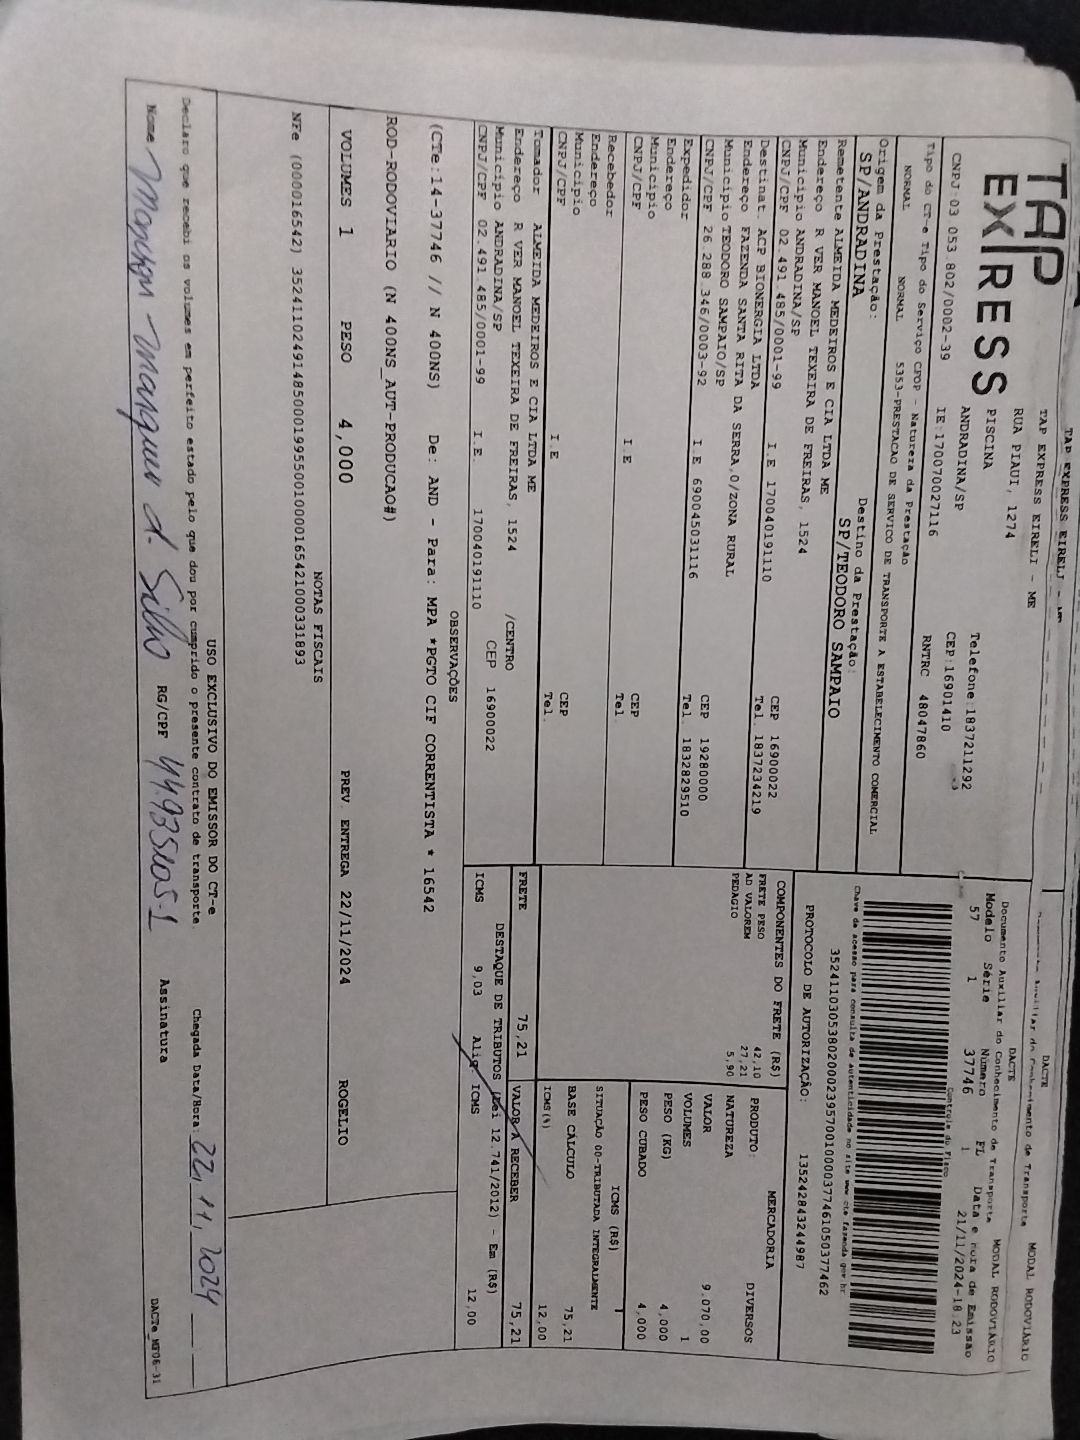 TAP EXPRESS EIRELI
DACTE MODAL RODOVIÁRIO
TAP EXPRESS
TAP EXPRESS EIRELI - ME
RUA PIAUI, 1274
PISCINA
ANDRADINA/SP
Telefone:1837211292
CEP:16901410
CNPJ:03 053.802/0002-39 IE:170070027116 RNTRC 48047860
DACTE MODAL RODOVIÁRIO
Documento Auxiliar do Conhecimento de Transporte
Modelo Série Número FL Data e hora de Emissão
57 1 37746 1 21/11/2024-18.23
Controle do Fisco
Tipo do CT-e Tipo do Serviço CFOP - Natureza da Prestação
NORMAL NORMAL 5353-PRESTACAO DE SERVICO DE TRANSPORTE A ESTABELECIMENTO COMERCIAL
Chave de acesso para consulta de autenticidade no site www cte fazenda gov br
35241103053802000239570010000377461050377462
PROTOCOLO DE AUTORIZAÇÃO: 135242843244987
Origem da Prestação: Destino da Prestação:
SP/ANDRADINA SP/TEODORO SAMPAIO
Remetente ALMEIDA MEDEIROS E CIA LTDA ME
Endereço R VER MANOEL TEXEIRA DE FREIRAS, 1524
Município ANDRADINA/SP CEP 16900022
CNPJ/CPF 02.491.485/0001-99 I.E 170040191110 Tel 1837234219
Destinat. ACP BIONERGIA LTDA
Endereço FAZENDA SANTA RITA DA SERRA,0/ZONA RURAL
Município TEODORO SAMPAIO/SP CEP 19280000
CNPJ/CPF 26.288.346/0003-92 I.E 690045031116 Tel. 1832829510
Expedidor
Endereço
Município CEP
CNPJ/CPF I.E Tel
Recebedor
Endereço
Município CEP
CNPJ/CPF I.E Tel.
Tomador ALMEIDA MEDEIROS E CIA LTDA ME
Endereço R VER MANOEL TEXEIRA DE FREIRAS, 1524 /CENTRO
Município ANDRADINA/SP CEP 16900022
CNPJ/CPF 02.491.485/0001-99 I.E. 170040191110
COMPONENTES DO FRETE (R$)
FRETE PESO 42,10
AD VALOREM 27,21
PEDAGIO 5,90
MERCADORIA
PRODUTO: DIVERSOS
NATUREZA
VALOR 9.070,00
VOLUMES 1
PESO (KG) 4,000
PESO CUBADO 4,000
ICMS (R$)
SITUAÇÃO 00-TRIBUTADA INTEGRALMENTE
BASE CÁLCULO 75,21
ICMS(%) 12,00
FRETE 75,21 VALOR A RECEBER 75,21
DESTAQUE DE TRIBUTOS (Lei 12.741/2012) - Em (R$)
ICMS 9,03 Aliq. ICMS 12,00
OBSERVAÇÕES
(CTe:14-37746 // N 400NS) De: AND - Para: MPA *PGTO CIF CORRENTISTA * 16542
ROD-RODOVIARIO (N 400NS_AUT-PRODUCAO#)
VOLUMES 1 PESO 4,000 PREV. ENTREGA 22/11/2024 ROGELIO
NOTAS FISCAIS
NFe (000016542) 35241102491485000199550010000165421000331893
USO EXCLUSIVO DO EMISSOR DO CT-e
Declaro que recebi os volumes em perfeito estado pelo que dou por cumprido o presente contrato de transporte. Chegada Data/Hora: 22, 11, 2024
Nome RG/CPF Assinatura
DACTe_MF06-31